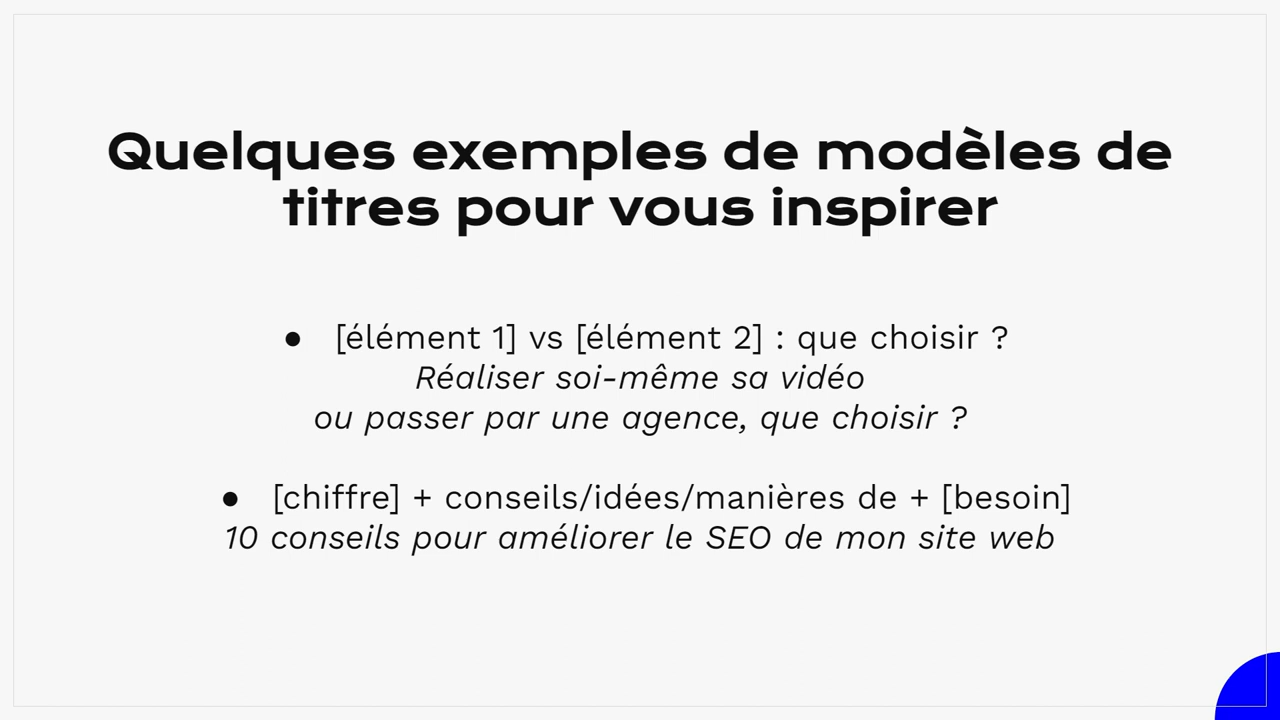 Quelques exemples de modèles de
titres pour vous inspirer
● [élément 1] vs [élément 2] : que choisir ?
Réaliser soi-même sa vidéo
ou passer par une agence, que choisir ?
● [chiffre] + conseils/idées/manières de + [besoin]
10 conseils pour améliorer le SEO de mon site web